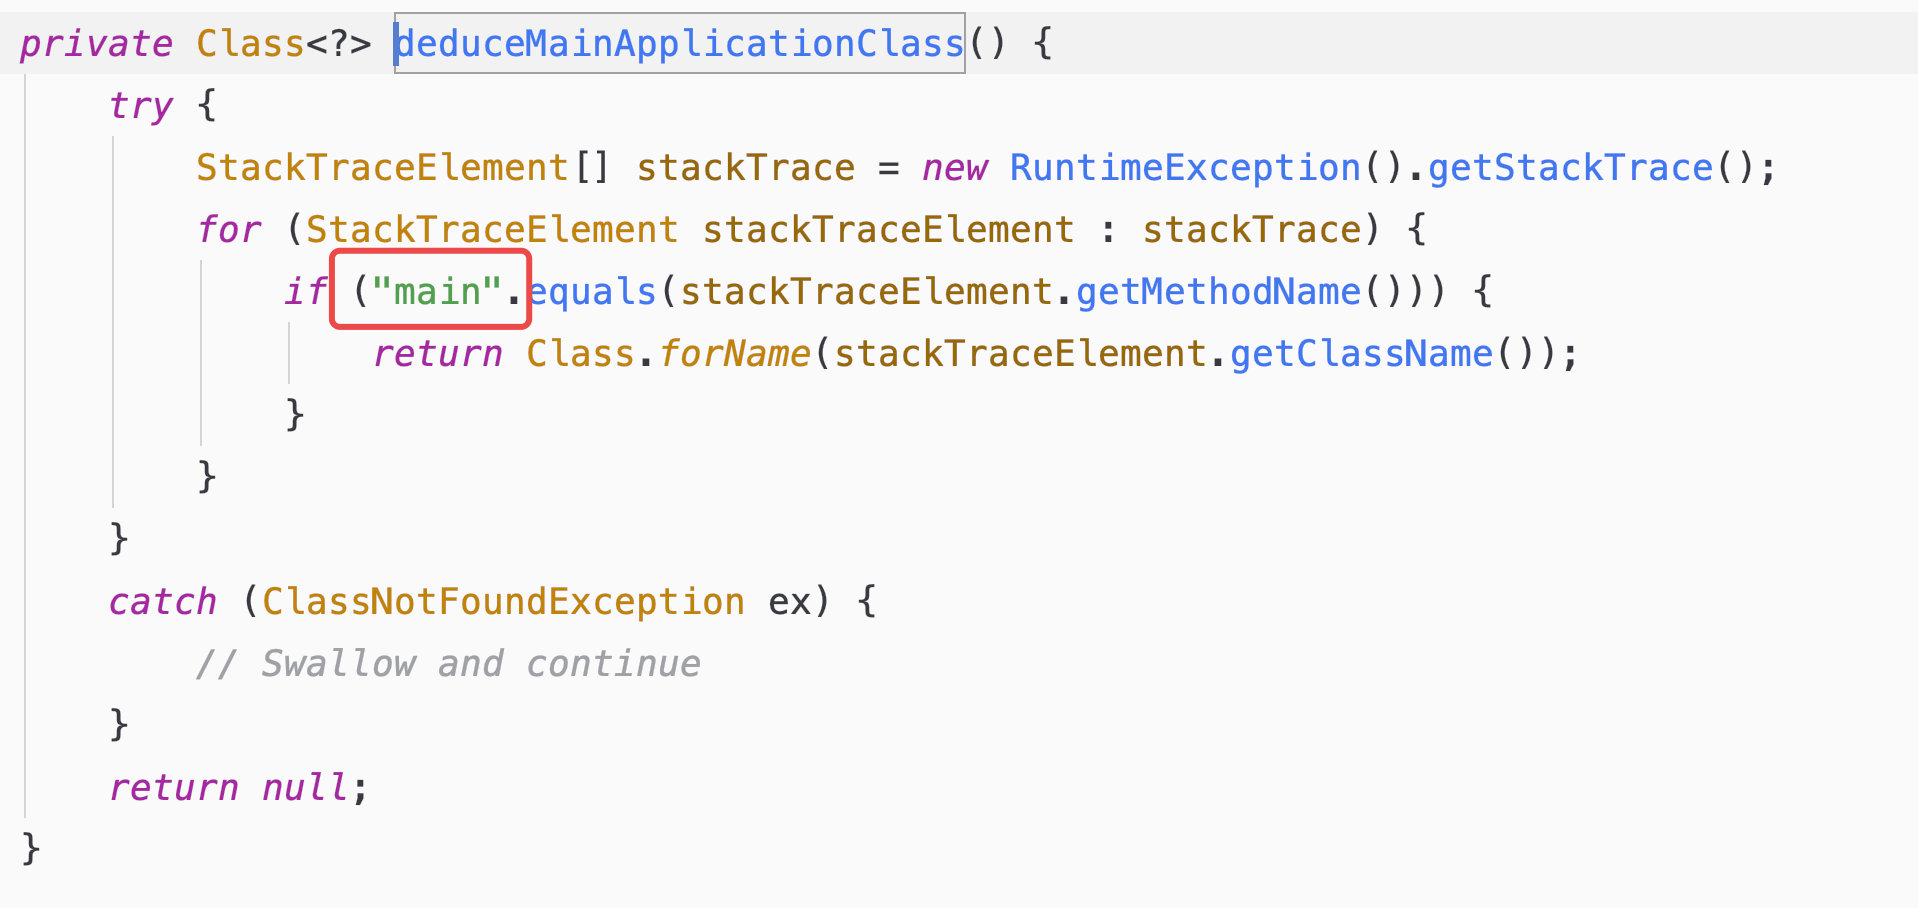 private Class<?> deduceMainApplicationClass() {
    try {
        StackTraceElement[] stackTrace = new RuntimeException().getStackTrace();
        for (StackTraceElement stackTraceElement : stackTrace) {
            if ("main".equals(stackTraceElement.getMethodName())) {
                return Class.forName(stackTraceElement.getClassName());
            }
        }
    }
    catch (ClassNotFoundException ex) {
        // Swallow and continue
    }
    return null;
}